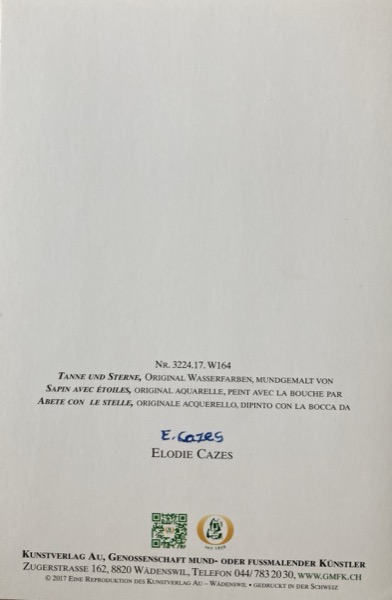 Nr. 3224.17. W164
Tanne und Sterne, Original Wasserfarben, mundgemalt von
Sapin avec étoiles, original aquarelle, peint avec la bouche par
Abete con le stelle, originale acquerello, dipinto con la bocca da
E. Cazes
Elodie Cazes
Kunstverlag Au, Genossenschaft mund- oder fussmalender Künstler
Zugerstrasse 162, 8820 Wädenswil, Telefon 044/783 20 30, www.gmfk.ch
© 2017 Eine Reproduktion des Kunstverlag Au – Wädenswil • gedruckt in der Schweiz